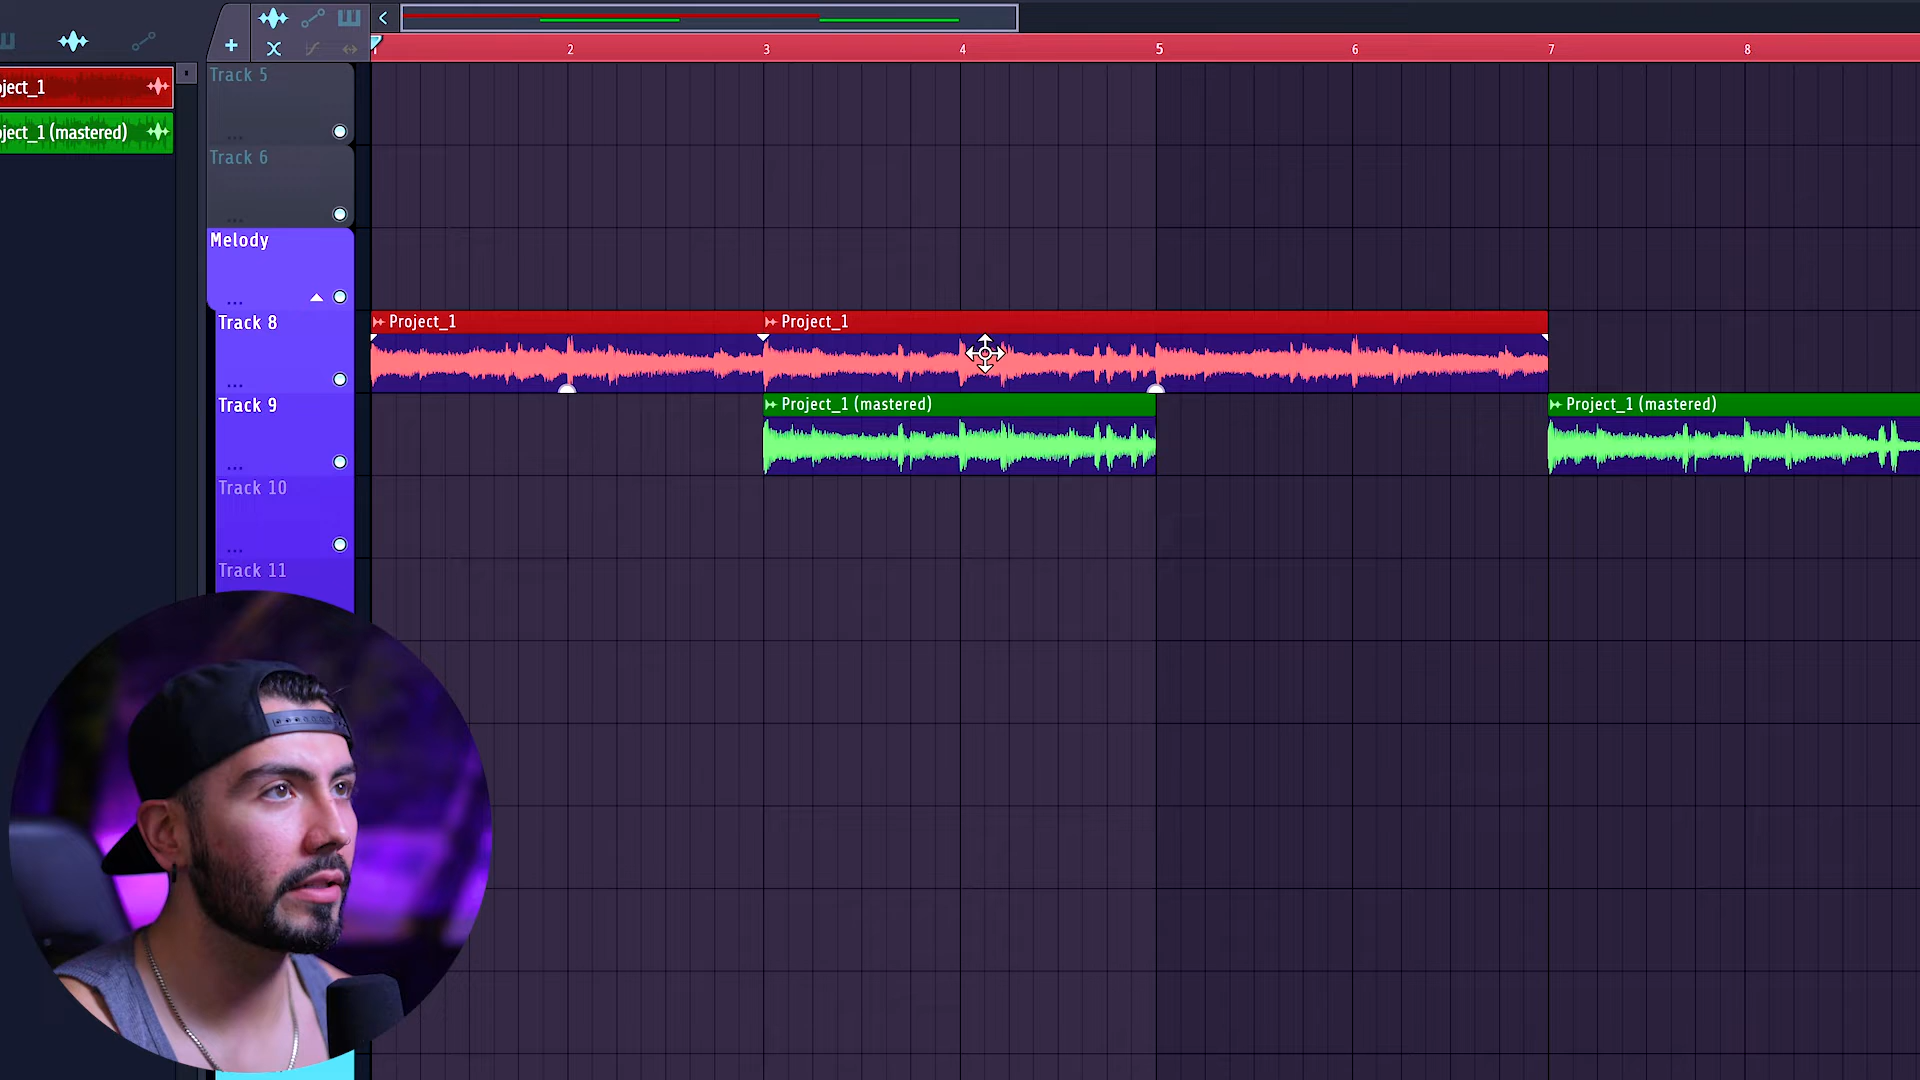 2
3
4
5
6
7
8
ject_1
ject_1 (mastered)
Track 5
...
Track 6
...
Melody
...
Track 8
...
Project_1
Project_1
Track 9
...
Project_1 (mastered)
Project_1 (mastered)
Track 10
...
Track 11